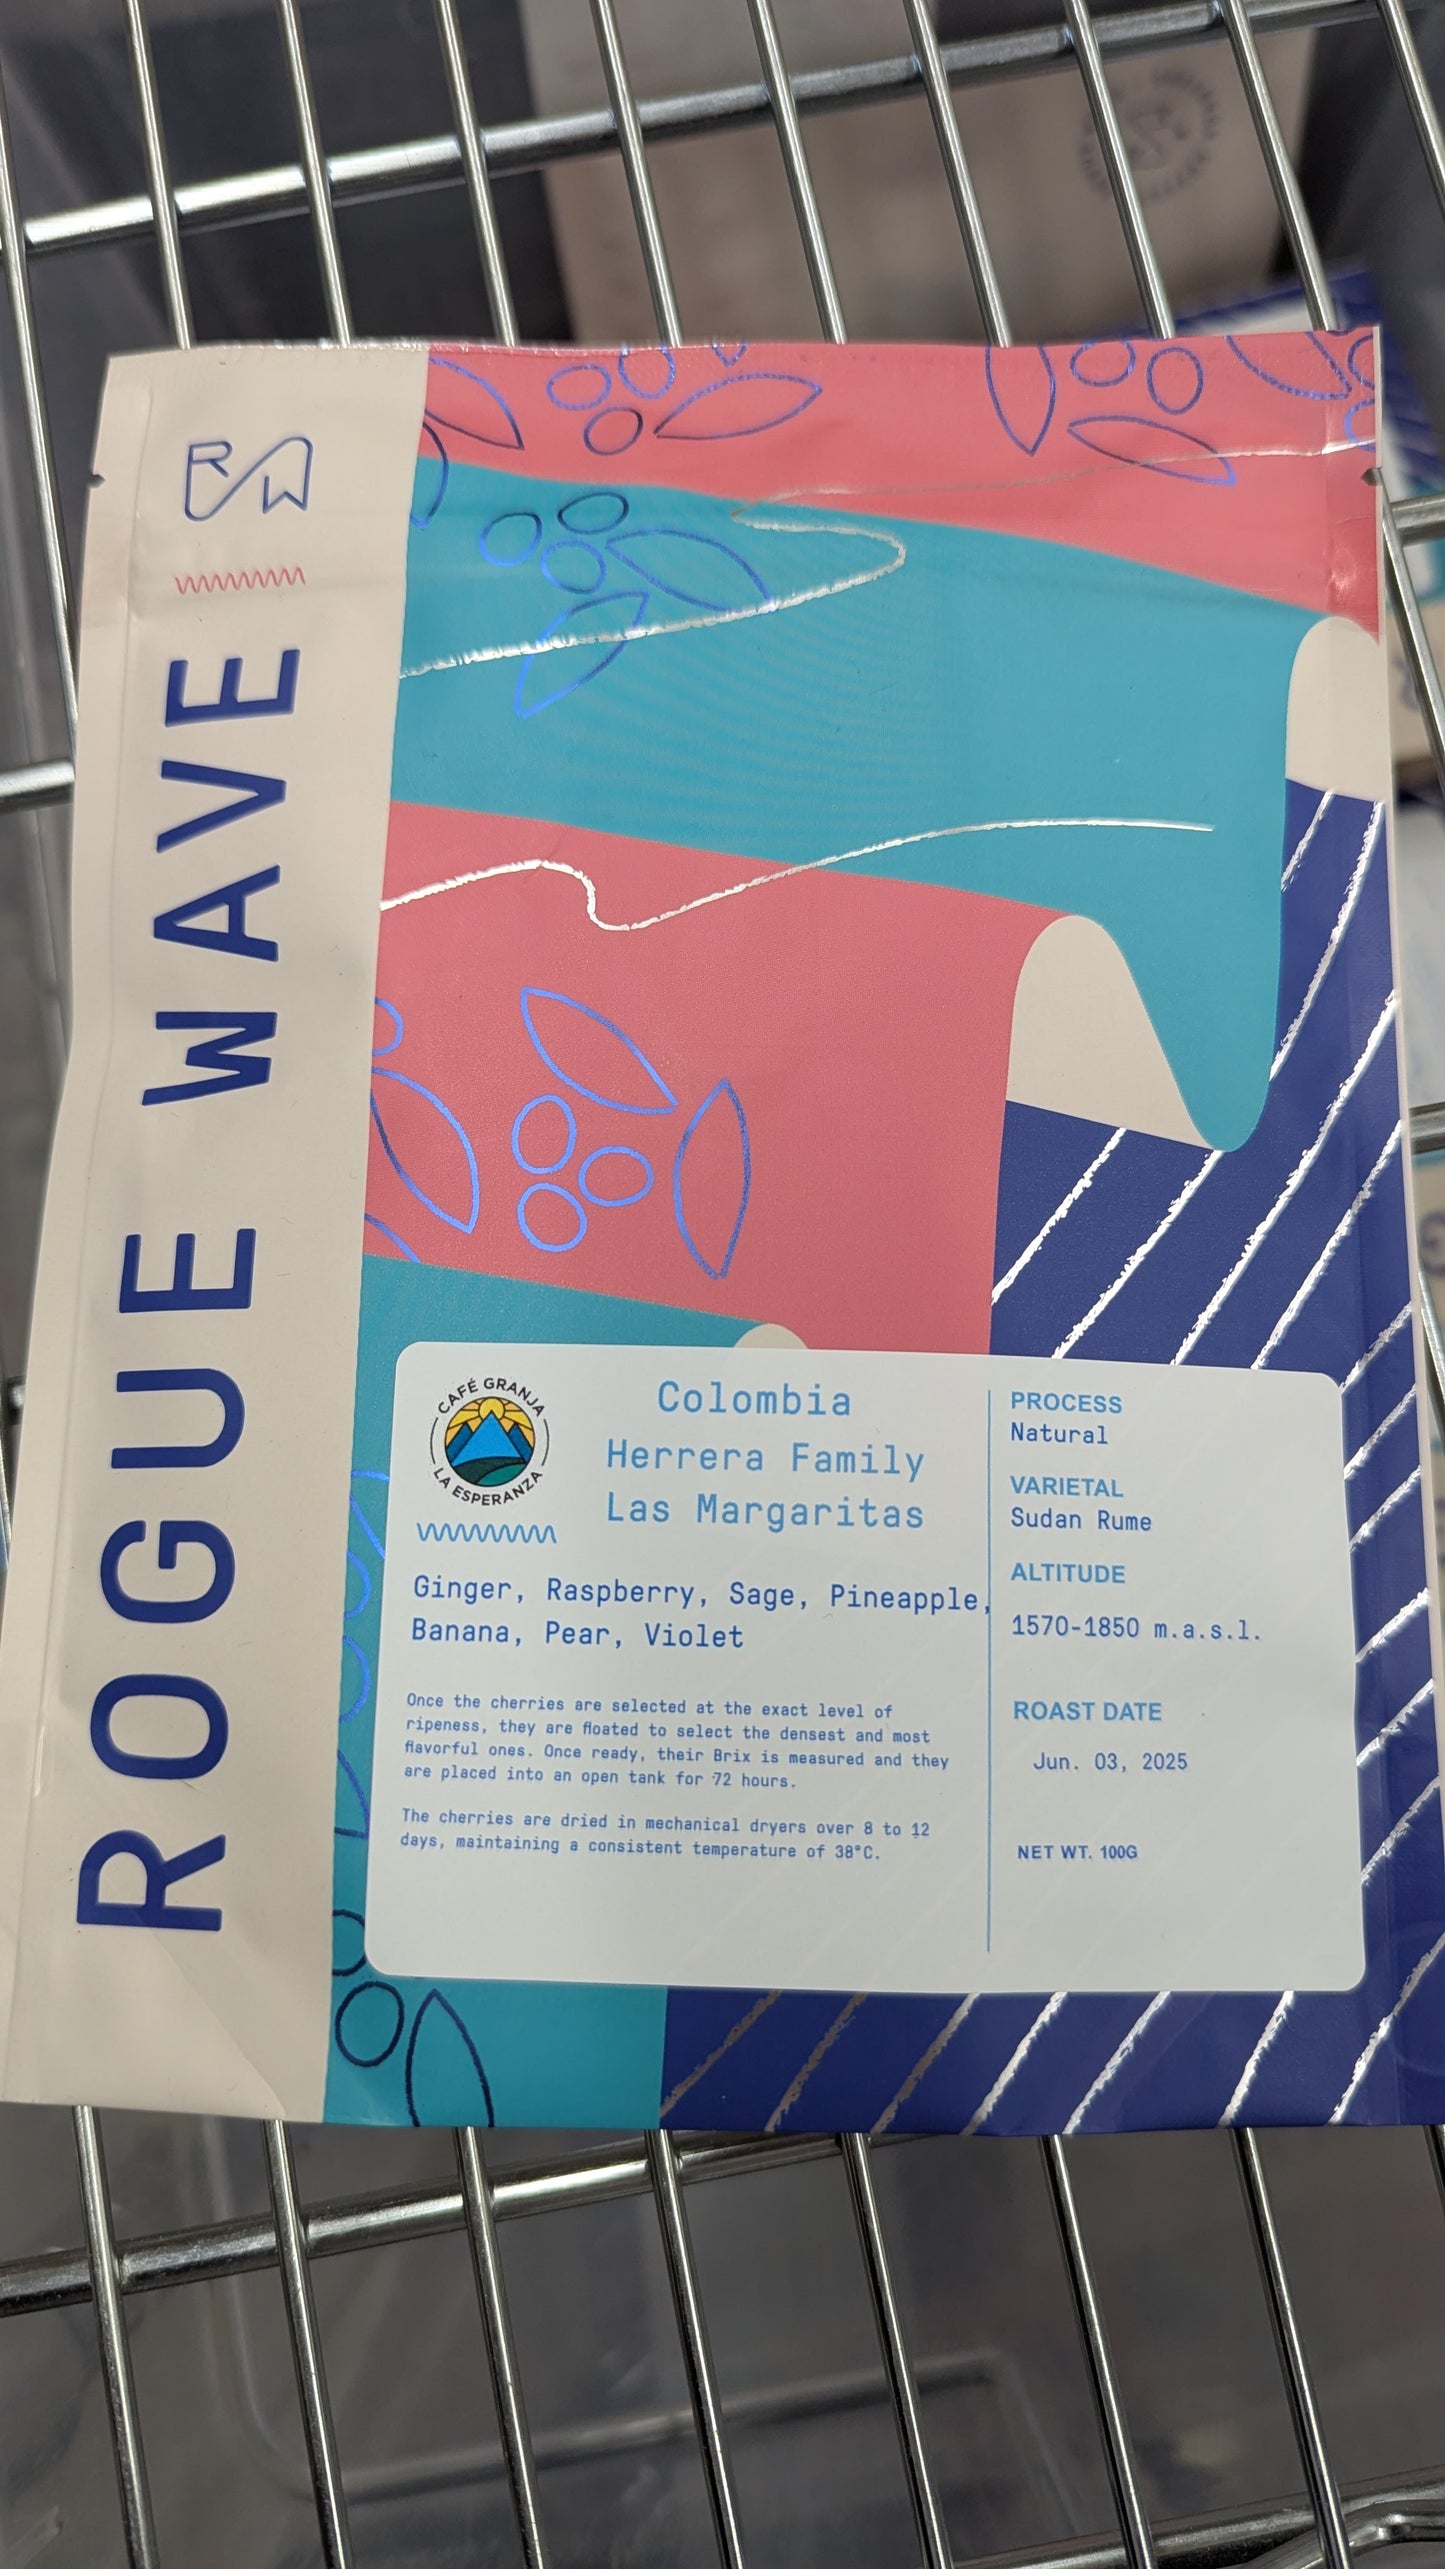 RW
ROGUE WAVE
CAFÉ GRANJA
LA ESPERANZA
Colombia
Herrera Family
Las Margaritas
Ginger, Raspberry, Sage, Pineapple,
Banana, Pear, Violet
Once the cherries are selected at the exact level of
ripeness, they are floated to select the densest and most
flavorful ones. Once ready, their Brix is measured and they
are placed into an open tank for 72 hours.
The cherries are dried in mechanical dryers over 8 to 12
days, maintaining a consistent temperature of 38°C.
PROCESS
Natural
VARIETAL
Sudan Rume
ALTITUDE
1570-1850 m.a.s.l.
ROAST DATE
Jun. 03, 2025
NET WT. 100G